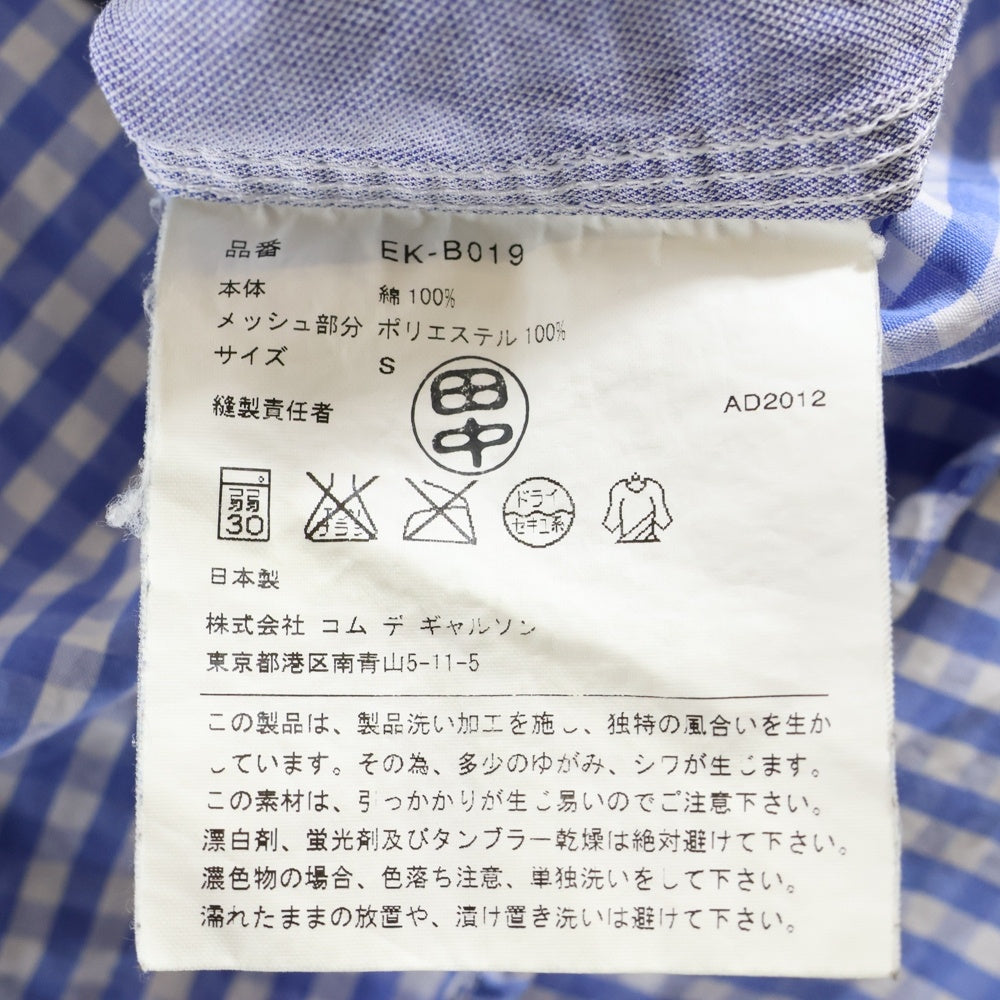 品番 EK-B019
本体 綿 100%
メッシュ部分 ポリエステル 100%
サイズ S
縫製責任者 田中 AD2012
弱 30 エンソ サラシ ドライ セキユ系
日本製
株式会社 コム デ ギャルソン
東京都港区南青山5-11-5
この製品は、製品洗い加工を施し、独特の風合いを生か
しています。その為、多少のゆがみ、シワが生じます。
この素材は、引っかかりが生じ易いのでご注意下さい。
漂白剤、蛍光剤及びタンブラー乾燥は絶対避けて下さい。
濃色物の場合、色落ち注意、単独洗いをして下さい。
濡れたままの放置や、漬け置き洗いは避けて下さい。